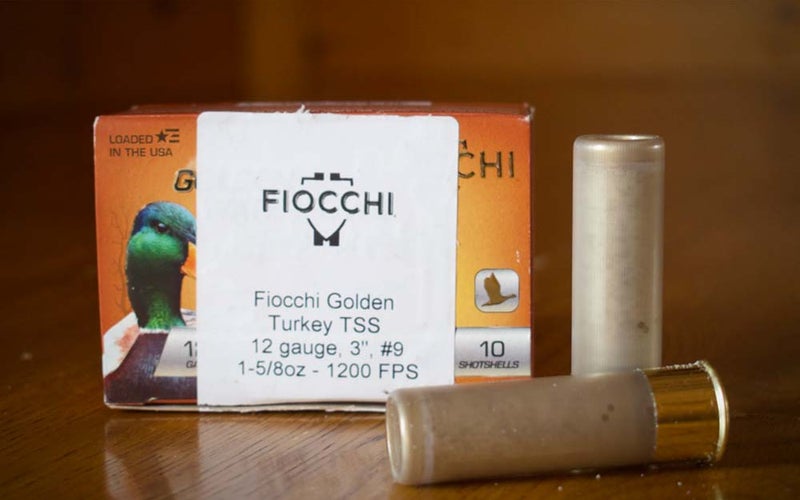 LOADED
IN THE USA
FIOCCHI
Fiocchi Golden
Turkey TSS
12 gauge, 3", #9
1-5/8oz - 1200 FPS
10
SHOTSHELLS